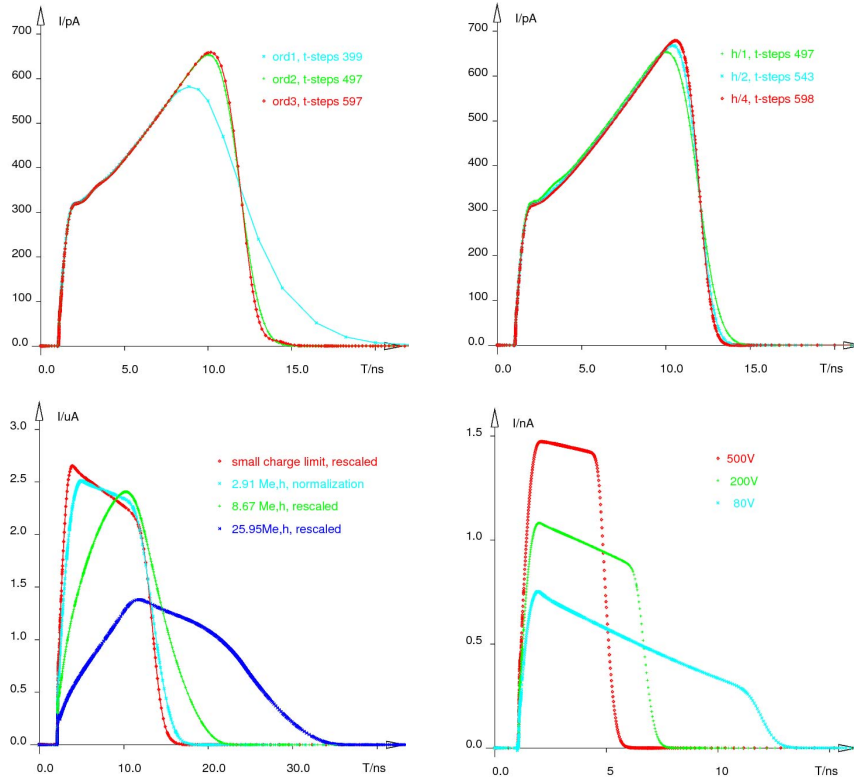 I/pA
700
600
500
400
300
200
100
0.0
0.0
5.0
10.0
15.0
T/ns
ord1, t-steps 399
ord2, t-steps 497
ord3, t-steps 597
I/pA
700
600
500
400
300
200
100
0.0
0.0
5.0
10.0
15.0
T/ns
h/1, t-steps 497
h/2, t-steps 543
h/4, t-steps 598
I/uA
3.0
2.5
2.0
1.5
1.0
0.5
0.0
0.0
10.0
20.0
30.0
T/ns
small charge limit, rescaled
2.91 Me,h, normalization
8.67 Me,h, rescaled
25.95Me,h, rescaled
I/nA
1.5
1.0
0.5
0.0
0.0
5
10
T/ns
500V
200V
80V